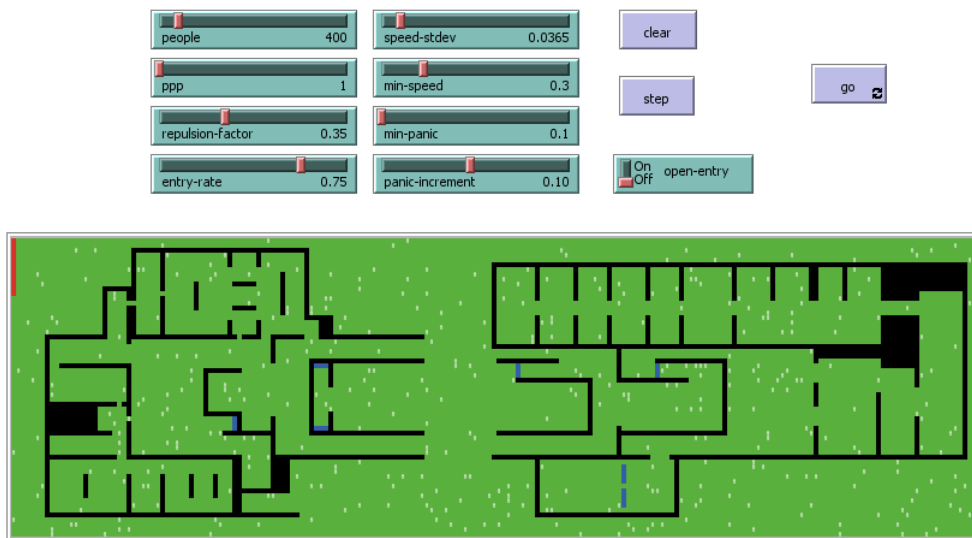 people 400
speed-stdev 0.0365
clear
ppp 1
min-speed 0.3
step
go
repulsion-factor 0.35
min-panic 0.1
entry-rate 0.75
panic-increment 0.10
On
Off
open-entry